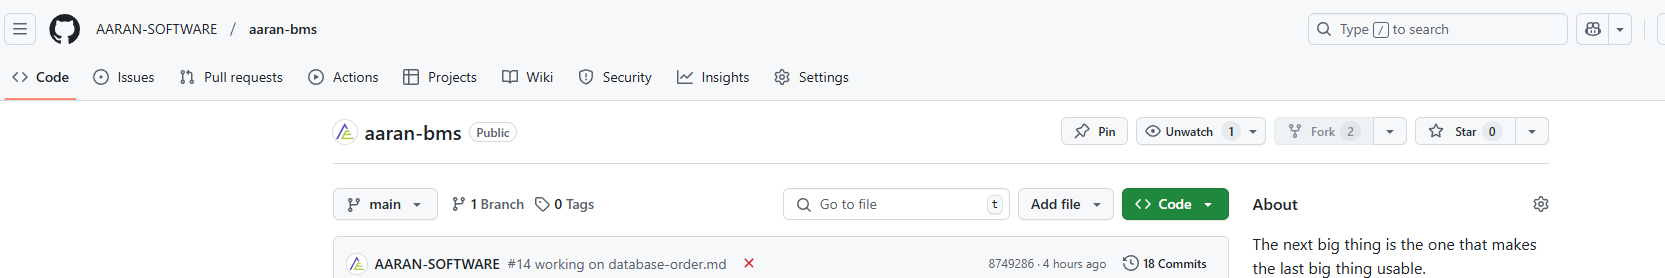 AARAN-SOFTWARE / aaran-bms Type / to search
Code Issues Pull requests Actions Projects Wiki Security Insights Settings
aaran-bms Public Pin Unwatch 1 Fork 2 Star 0
main 1 Branch 0 Tags Go to file t Add file Code About
The next big thing is the one that makes
the last big thing usable.
AARAN-SOFTWARE #14 working on database-order.md 8749286 · 4 hours ago 18 Commits